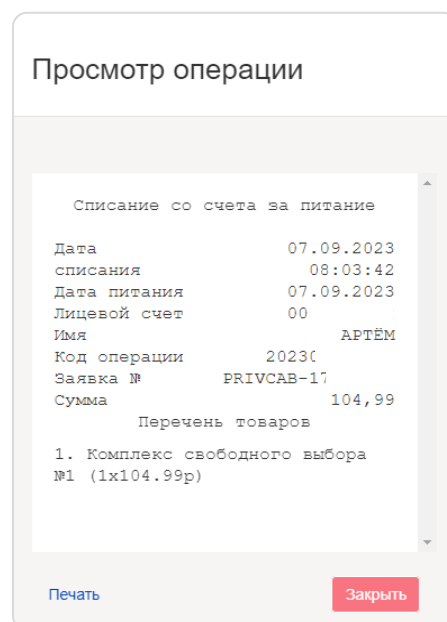 Просмотр операции
Списание со счета за питание
Дата 07.09.2023
списания 08:03:42
Дата питания 07.09.2023
Лицевой счет 00
Имя АРТЁМ
Код операции 2023
Заявка № PRIVCAB-17
Сумма 104,99
Перечень товаров
1. Комплекс свободного выбора
№1 (1x104.99р)
Печать Закрыть